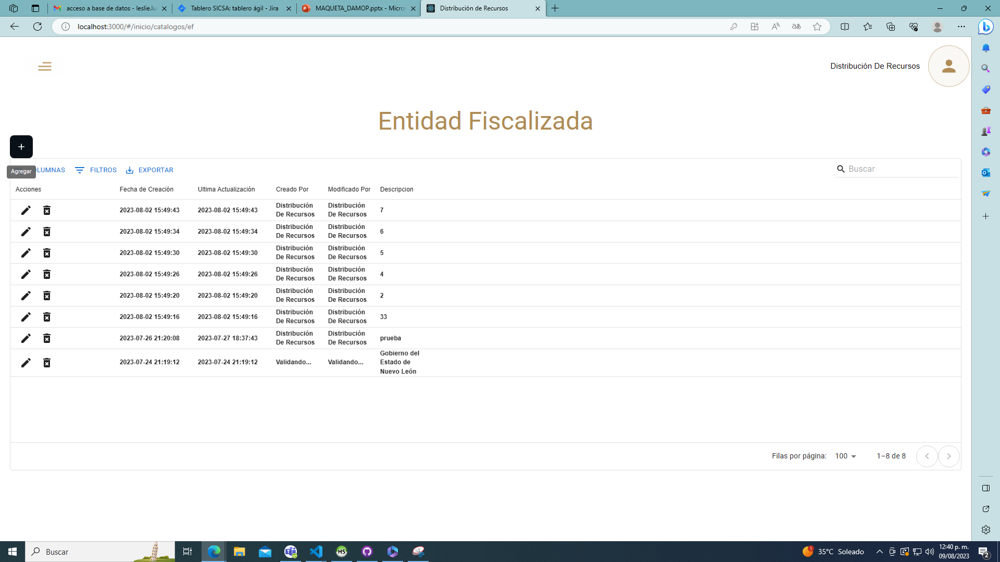 acceso a base de datos - leslie.lu
Tablero SICSA: tablero ágil - Jira
MAQUETA_DAMOP.pptx - Micros
Distribución de Recursos
localhost:3000/#/inicio/catalogos/ef
Distribución De Recursos
Entidad Fiscalizada
+
Agregar
LUMNAS FILTROS EXPORTAR
Buscar
Acciones Fecha de Creación Ultima Actualización Creado Por Modificado Por Descripcion
2023-08-02 15:49:43 2023-08-02 15:49:43 Distribución De Recursos Distribución De Recursos 7
2023-08-02 15:49:34 2023-08-02 15:49:34 Distribución De Recursos Distribución De Recursos 6
2023-08-02 15:49:30 2023-08-02 15:49:30 Distribución De Recursos Distribución De Recursos 5
2023-08-02 15:49:26 2023-08-02 15:49:26 Distribución De Recursos Distribución De Recursos 4
2023-08-02 15:49:20 2023-08-02 15:49:20 Distribución De Recursos Distribución De Recursos 2
2023-08-02 15:49:16 2023-08-02 15:49:16 Distribución De Recursos Distribución De Recursos 33
2023-07-26 21:20:08 2023-07-27 18:37:43 Distribución De Recursos Distribución De Recursos prueba
2023-07-24 21:19:12 2023-07-24 21:19:12 Validando... Validando... Gobierno del Estado de Nuevo León
Filas por página: 100 1–8 de 8
Buscar
HS
1
35°C Soleado
12:40 p. m.
09/08/2023
2